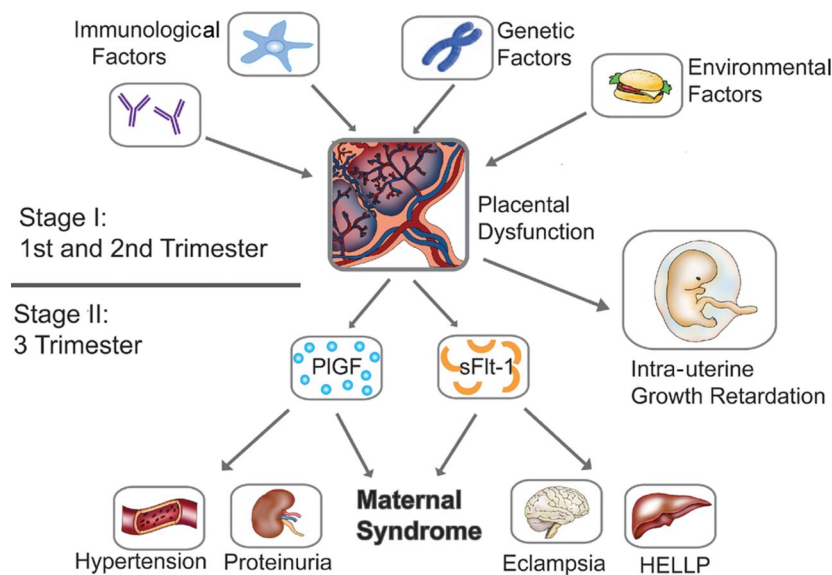 Immunological
Factors
Genetic
Factors
Environmental
Factors
Placental
Dysfunction
Stage I:
1st and 2nd Trimester
Stage II:
3 Trimester
PlGF
sFlt-1
Intra-uterine
Growth Retardation
Maternal
Syndrome
Hypertension
Proteinuria
Eclampsia
HELLP